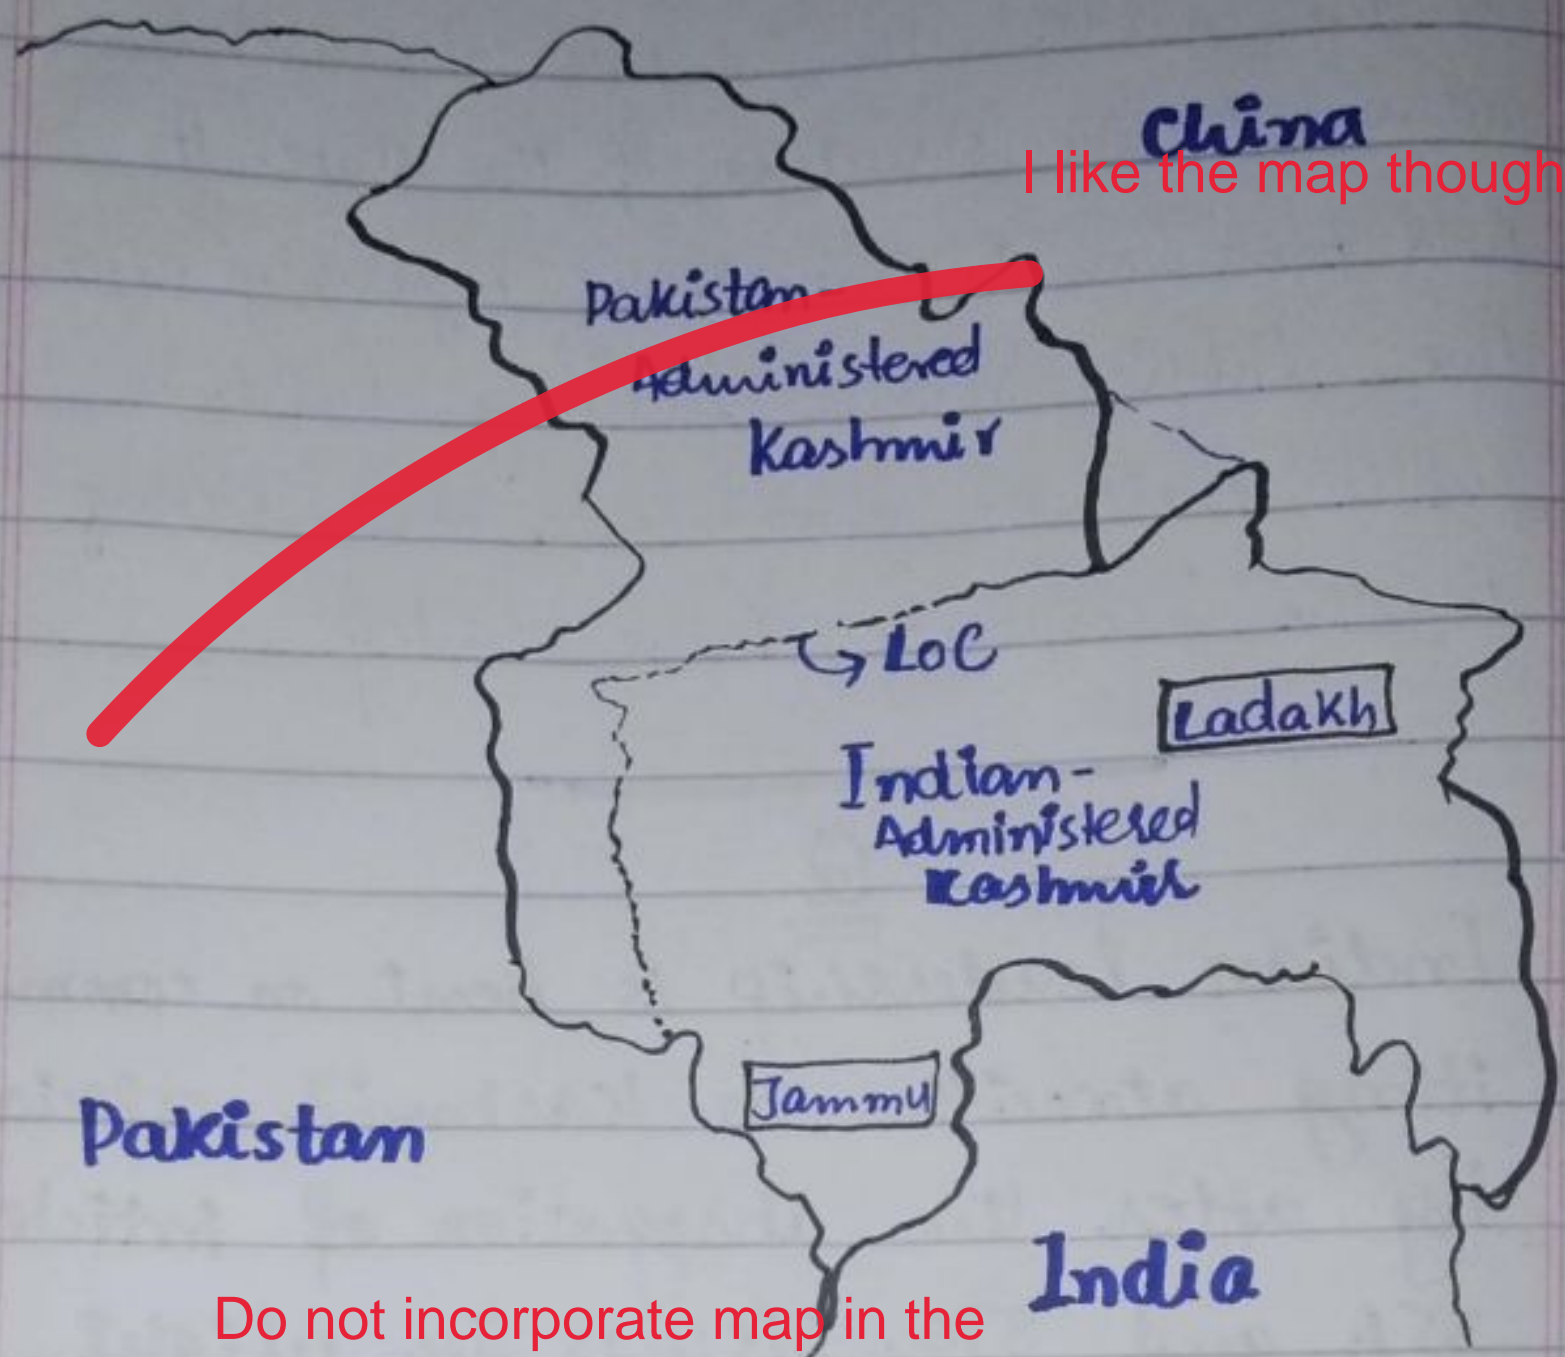 China
I like the map though
Pakistan-
Administered
Kashmir
LoC
Ladakh
Indian-
Administered
Kashmir
Jammu
Pakistan
India
Do not incorporate map in the